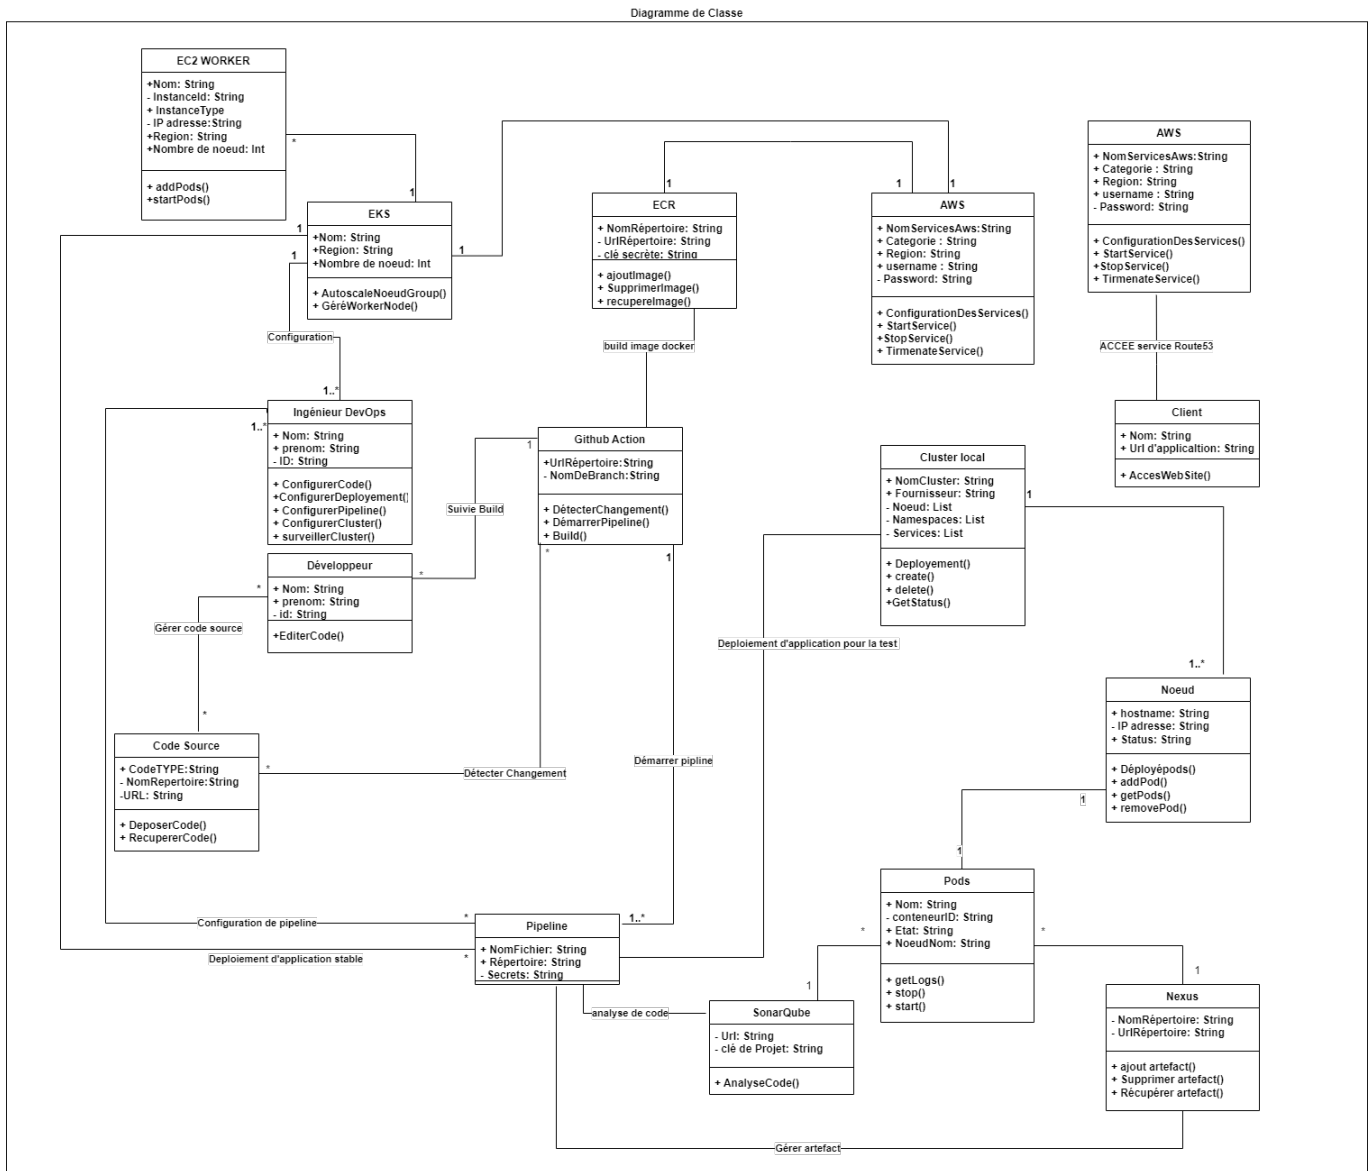 Diagramme de Classe
EC2 WORKER
+Nom: String
- InstanceId: String
+ InstanceType
- IP adresse:String
+Region: String
+Nombre de noeud: Int
+ addPods()
+startPods()
*
1
EKS
+Nom: String
+Region: String
+Nombre de noeud: Int
+ AutoscaleNoeudGroup()
+ GéréWorkerNode()
1
1
1
Configuration
1..*
ECR
+ NomRépertoire: String
- UrlRépertoire: String
- clé secrète: String
+ ajoutImage()
+ SupprimerImage()
+ recupereImage()
1
1
1
build image docker
AWS
+ NomServicesAws:String
+ Categorie : String
+ Region: String
+ username : String
- Password: String
+ ConfigurationDesServices()
+ StartService()
+StopService()
+ TirmenateService()
AWS
+ NomServicesAws:String
+ Categorie : String
+ Region: String
+ username : String
- Password: String
+ ConfigurationDesServices()
+ StartService()
+StopService()
+ TirmenateService()
ACCEE service Route53
Client
+ Nom: String
+ Url d'applicaltion: String
+ AccesWebSite()
Ingénieur DevOps
1..*
+ Nom: String
+ prenom: String
- ID: String
+ ConfigurerCode()
+ConfigurerDeployement()
+ ConfigurerPipeline()
+ ConfigurerCluster()
+ surveillerCluster()
Github Action
1
+UrlRépertoire:String
- NomDeBranch:String
+ DétecterChangement()
+ DémarrerPipeline()
+ Build()
*
1
Suivie Build
*
Développeur
+ Nom: String
+ prenom: String
- id: String
+EditerCode()
*
Gérer code source
*
Cluster local
+ NomCluster: String
+ Fournisseur: String
- Noeud: List
- Namespaces: List
- Services: List
+ Deployement()
+ create()
+ delete()
+GetStatus()
1
1..*
Deploiement d'application pour la test
Code Source
+ CodeTYPE:String
- NomRepertoire:String
-URL: String
+ DeposerCode()
+ RecupererCode()
*
Détecter Changement
Démarrer pipline
Noeud
+ hostname: String
- IP adresse: String
+ Status: String
+ Déployépods()
+ addPod()
+ getPods()
+ removePod()
1
1
Pods
+ Nom: String
- conteneurID: String
+ Etat: String
+ NoeudNom: String
+ getLogs()
+ stop()
+ start()
*
*
Configuration de pipeline
*
1..*
Pipeline
+ NomFichier: String
+ Répertoire: String
- Secrets: String
Deploiement d'application stable
*
analyse de code
1
SonarQube
- Url: String
- clé de Projet: String
+ AnalyseCode()
1
Nexus
- NomRépertoire: String
- UrlRépertoire: String
+ ajout artefact()
+ Supprimer artefact()
+ Récupérer artefact()
Gérer artefact